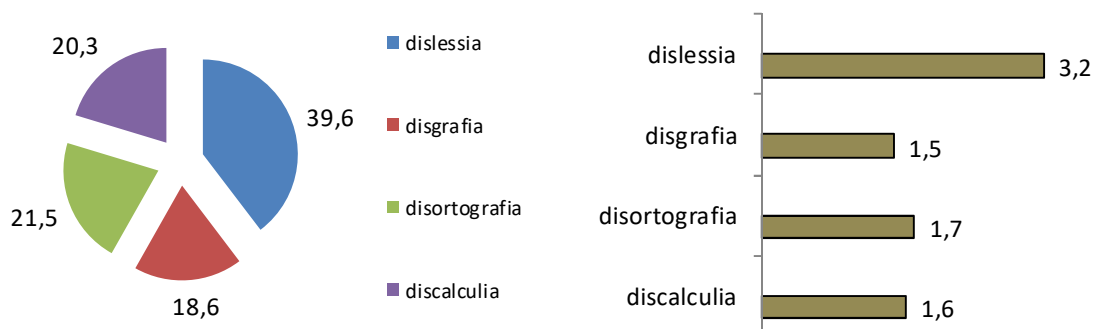 20,3
39,6
21,5
18,6
dislessia
disgrafia
disortografia
discalculia
dislessia
3,2
disgrafia
1,5
disortografia
1,7
discalculia
1,6